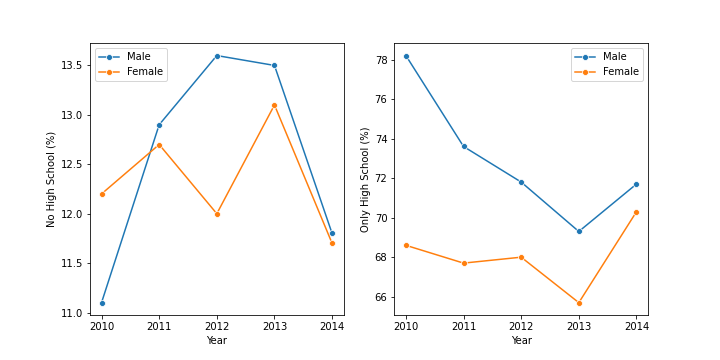 Male
Female
13.5
13.0
12.5
12.0
11.5
11.0
No High School (%)
2010 2011 2012 2013 2014
Year
Male
Female
78
76
74
72
70
68
66
Only High School (%)
2010 2011 2012 2013 2014
Year